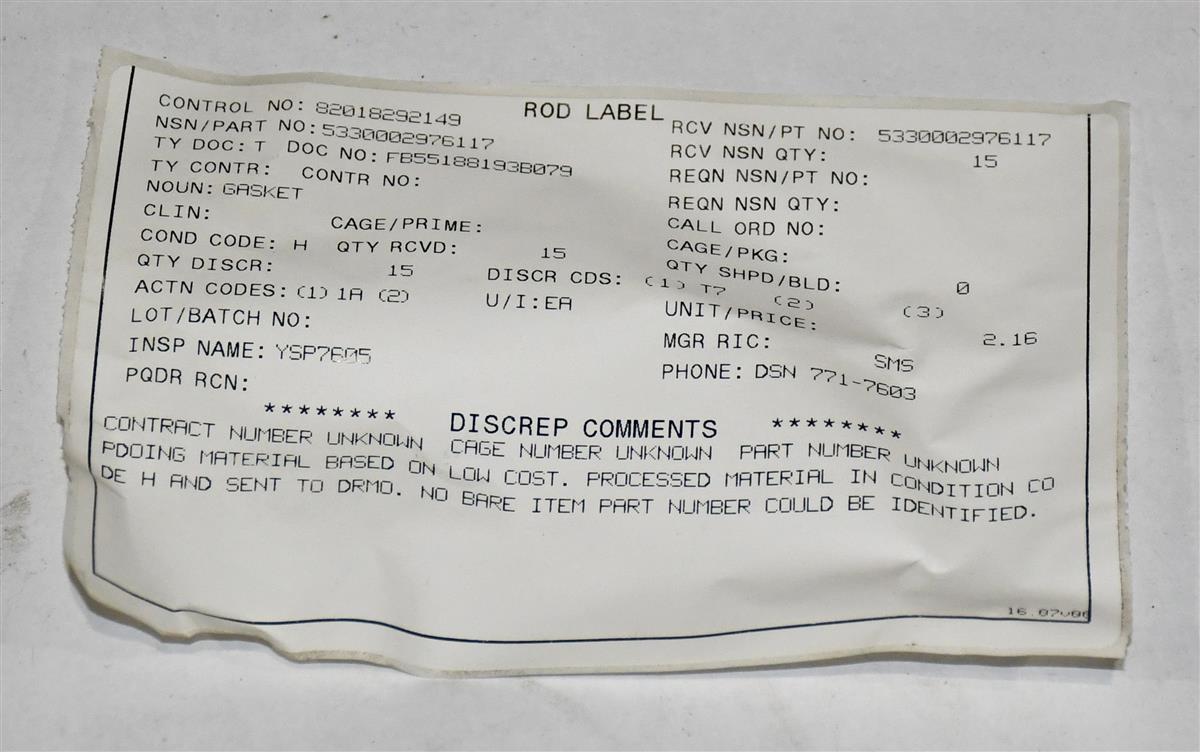 ROD LABEL
CONTROL NO: 82018292149
NSN/PART NO: 5330002976117 RCV NSN/PT NO: 5330002976117
TY DOC: T DOC NO: FB55188193B079 RCV NSN QTY: 15
TY CONTR: CONTR NO: REQN NSN/PT NO:
NOUN: GASKET REQN NSN QTY:
CLIN: CAGE/PRIME: CALL ORD NO:
COND CODE: H QTY RCVD: 15 CAGE/PKG:
QTY DISCR: 15 DISCR CDS: (1) T7 (2) (3) QTY SHPD/BLD: 0
ACTN CODES: (1) 1A (2) U/I: EA UNIT/PRICE: 2.16
LOT/BATCH NO: MGR RIC: SMS
INSP NAME: YSP7605 PHONE: DSN 771-7603
PQDR RCN:
******** DISCREP COMMENTS ********
CONTRACT NUMBER UNKNOWN CAGE NUMBER UNKNOWN PART NUMBER UNKNOWN
PDOING MATERIAL BASED ON LOW COST. PROCESSED MATERIAL IN CONDITION CO
DE H AND SENT TO DRMO. NO BARE ITEM PART NUMBER COULD BE IDENTIFIED.